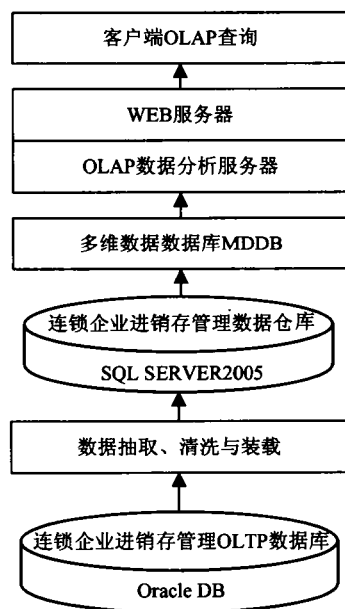 客户端OLAP查询
WEB服务器
OLAP数据分析服务器
多维数据数据库MDDB
连锁企业进销存管理数据仓库
SQL SERVER2005
数据抽取、清洗与装载
连锁企业进销存管理OLTP数据库
Oracle DB